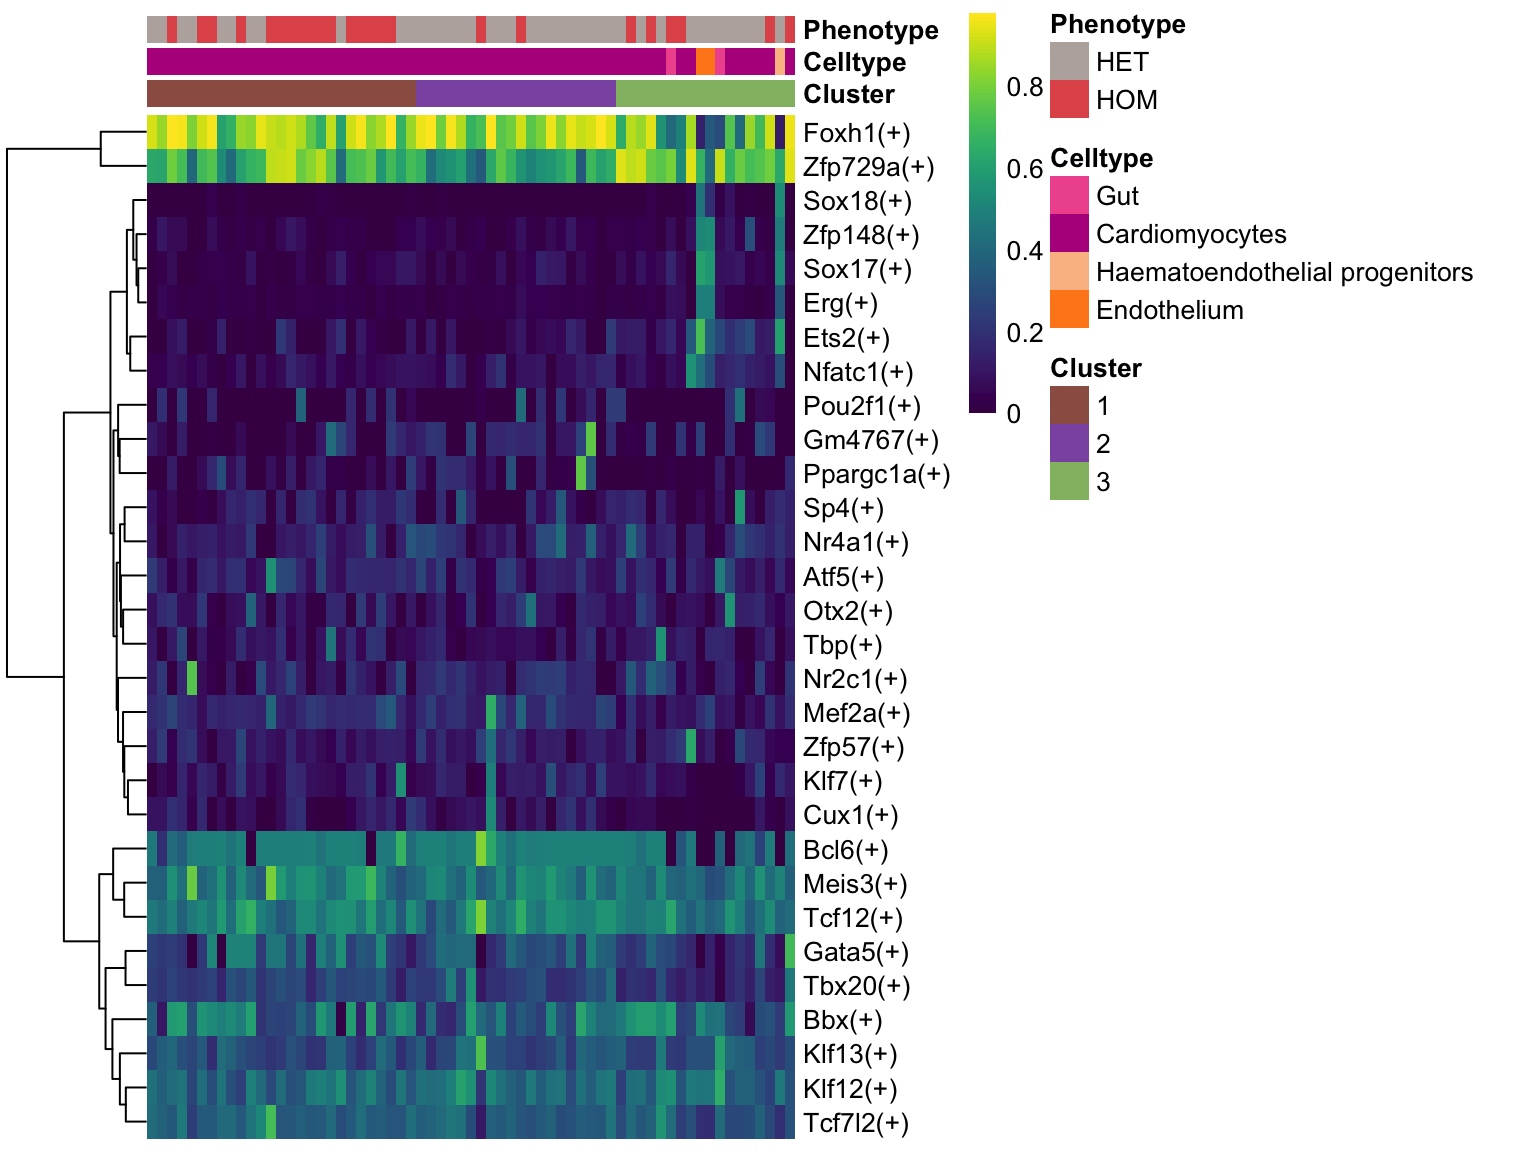 Phenotype
Celltype
Cluster
Foxh1(+)
Zfp729a(+)
Sox18(+)
Zfp148(+)
Sox17(+)
Erg(+)
Ets2(+)
Nfatc1(+)
Pou2f1(+)
Gm4767(+)
Ppargc1a(+)
Sp4(+)
Nr4a1(+)
Atf5(+)
Otx2(+)
Tbp(+)
Nr2c1(+)
Mef2a(+)
Zfp57(+)
Klf7(+)
Cux1(+)
Bcl6(+)
Meis3(+)
Tcf12(+)
Gata5(+)
Tbx20(+)
Bbx(+)
Klf13(+)
Klf12(+)
Tcf7l2(+)
0.8
0.6
0.4
0.2
0
Phenotype
HET
HOM
Celltype
Gut
Cardiomyocytes
Haematoendothelial progenitors
Endothelium
Cluster
1
2
3